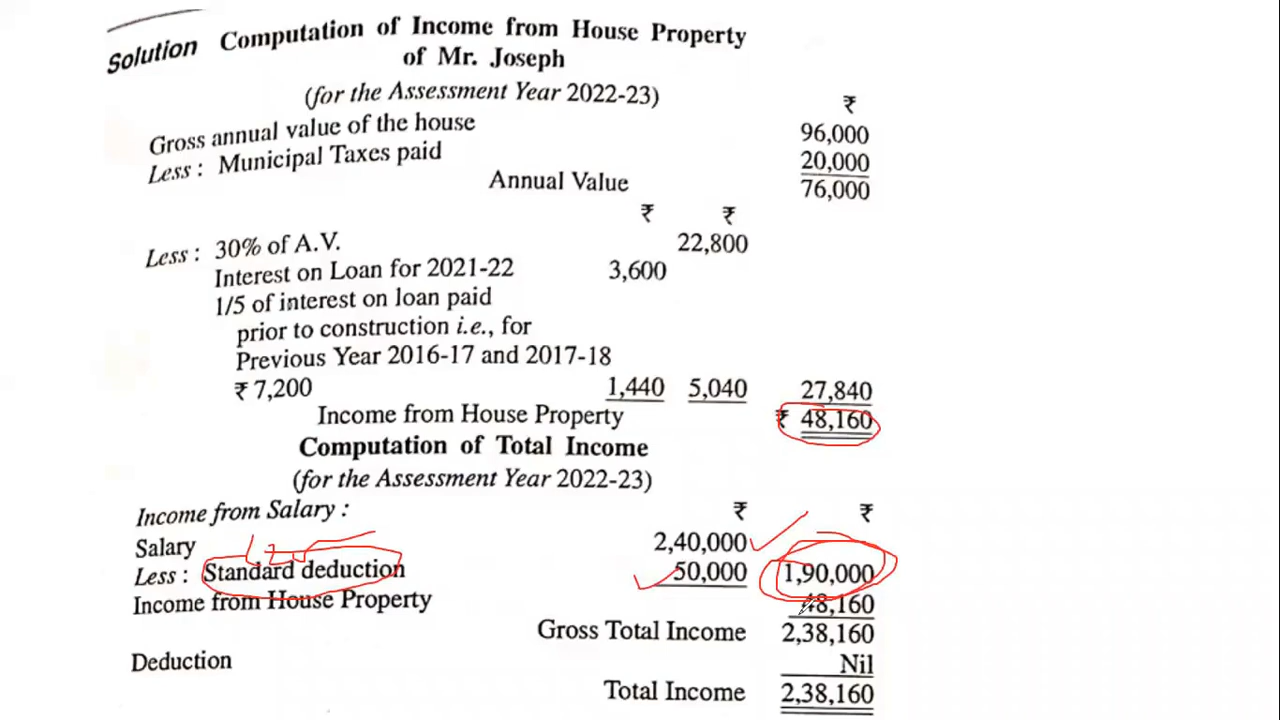 Solution Computation of Income from House Property
of Mr. Joseph
(for the Assessment Year 2022-23)
₹
Gross annual value of the house 96,000
Less : Municipal Taxes paid 20,000
Annual Value 76,000
₹ ₹
Less : 30% of A.V. 22,800
Interest on Loan for 2021-22 3,600
1/5 of interest on loan paid
prior to construction i.e., for
Previous Year 2016-17 and 2017-18
₹ 7,200 1,440 5,040 27,840
Income from House Property ₹ 48,160
Computation of Total Income
(for the Assessment Year 2022-23)
Income from Salary : ₹ ₹
Salary 2,40,000
Less : Standard deduction 50,000 1,90,000
Income from House Property 48,160
Gross Total Income 2,38,160
Deduction Nil
Total Income 2,38,160